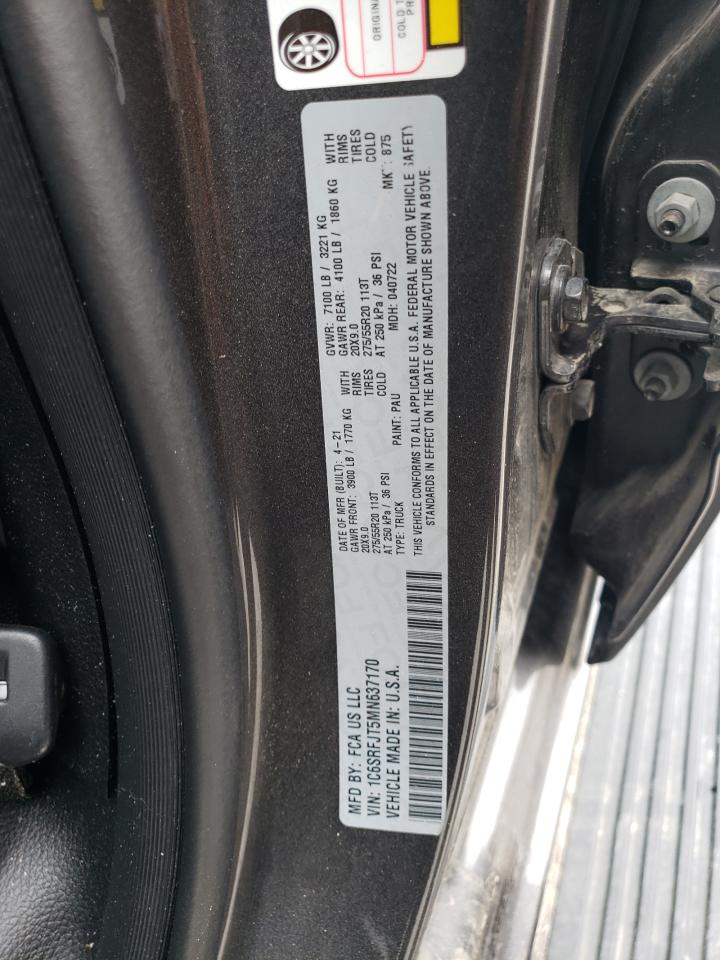 ORIGINA
COLD T
PR
MFD BY: FCA US LLC
VIN: 1C6SRFJT5MN637170
VEHICLE MADE IN: U.S.A.
DATE OF MFR (BUILT): 4-21
GAWR FRONT: 3900 LB / 1770 KG WITH
20X9.0 RIMS
275/55R20 113T TIRES
AT 250 kPa / 36 PSI COLD
TYPE: TRUCK PAINT: PAU
GVWR: 7100 LB / 3221 KG
GAWR REAR: 4100 LB / 1860 KG WITH
20X9.0 RIMS
275/55R20 113T TIRES
AT 250 kPa / 36 PSI COLD
MDH: 040722 MK: 875
THIS VEHICLE CONFORMS TO ALL APPLICABLE U.S.A. FEDERAL MOTOR VEHICLE SAFETY
STANDARDS IN EFFECT ON THE DATE OF MANUFACTURE SHOWN ABOVE.